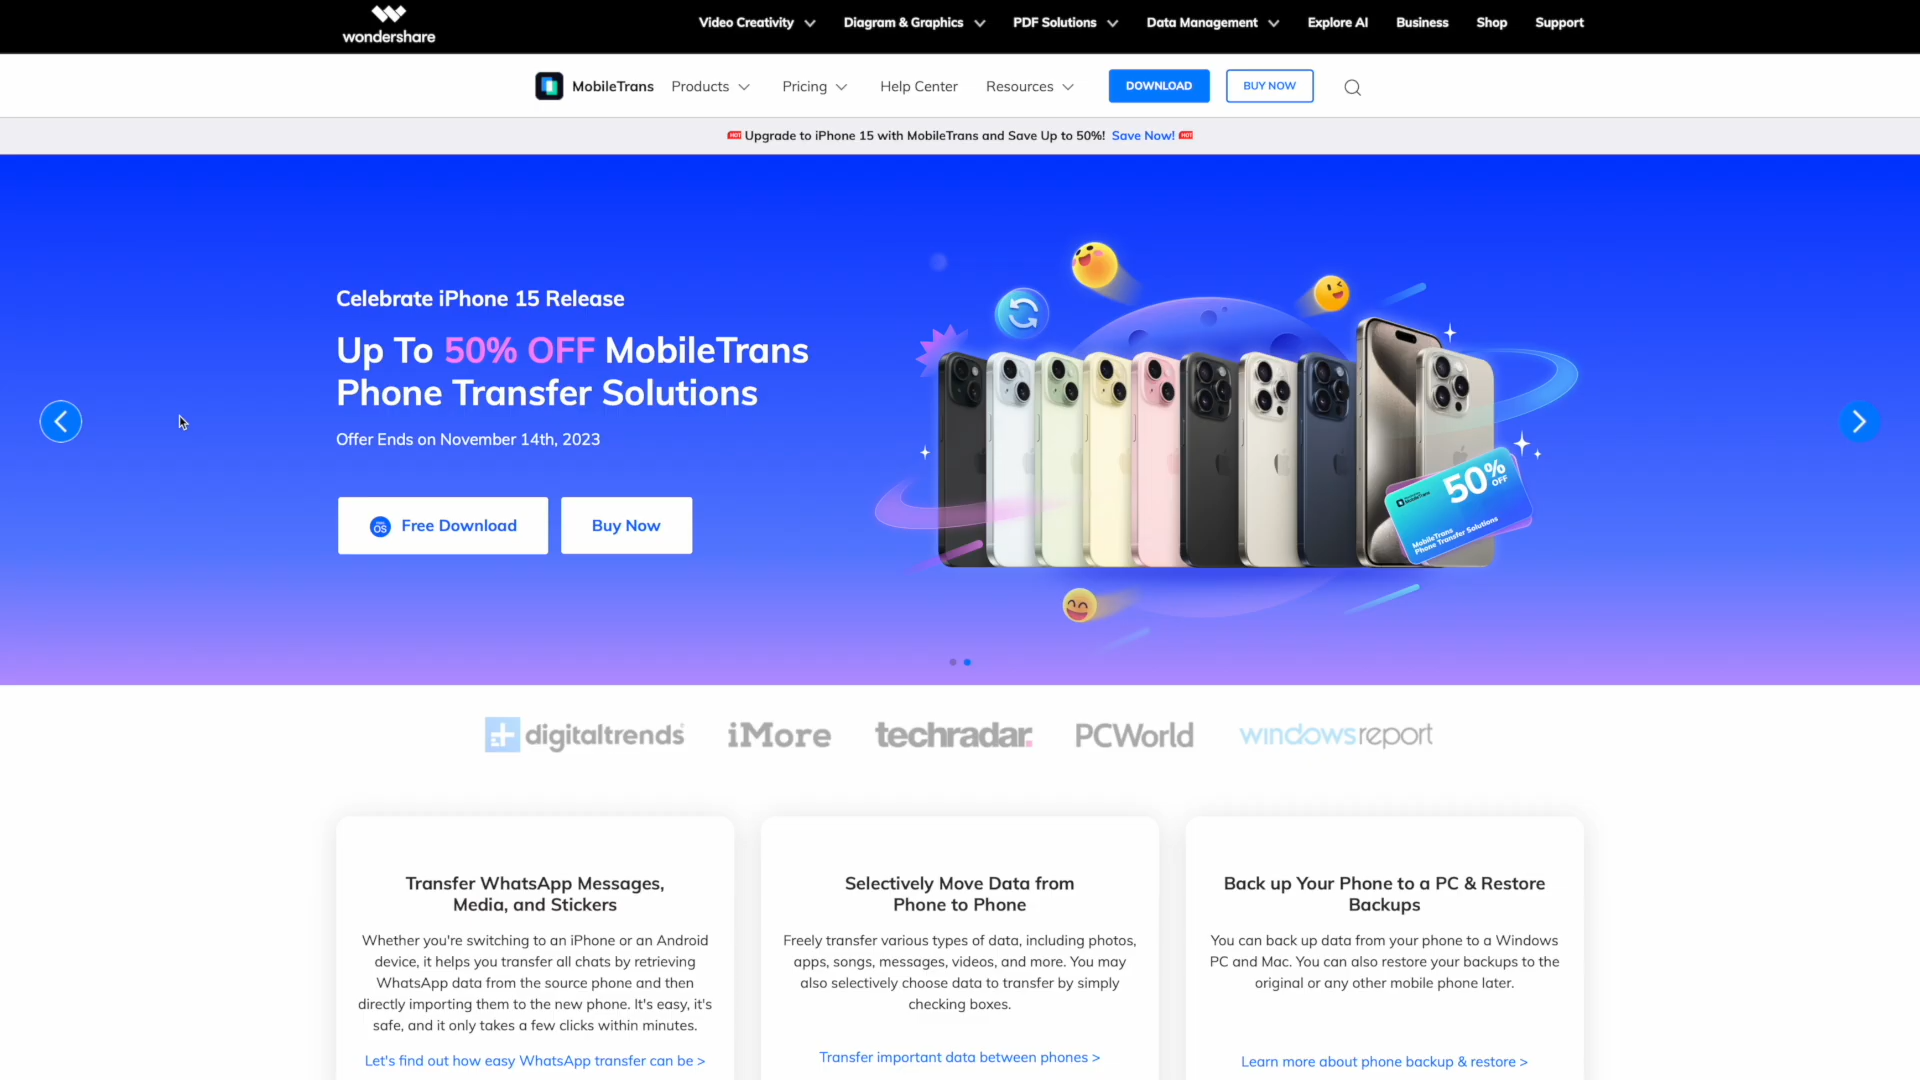 wondershare
Video Creativity
Diagram & Graphics
PDF Solutions
Data Management
Explore AI
Business
Shop
Support
MobileTrans
Products
Pricing
Help Center
Resources
DOWNLOAD
BUY NOW
HOT Upgrade to iPhone 15 with MobileTrans and Save Up to 50%! Save Now! HOT
Celebrate iPhone 15 Release
Up To 50% OFF MobileTrans
Phone Transfer Solutions
Offer Ends on November 14th, 2023
Free Download
Buy Now
50% OFF
MobileTrans
Phone Transfer Solutions
digitaltrends
iMore
techradar.
PCWorld
windowsreport
Transfer WhatsApp Messages,
Media, and Stickers
Whether you're switching to an iPhone or an Android
device, it helps you transfer all chats by retrieving
WhatsApp data from the source phone and then
directly importing them to the new phone. It's easy, it's
safe, and it only takes a few clicks within minutes.
Let's find out how easy WhatsApp transfer can be >
Selectively Move Data from
Phone to Phone
Freely transfer various types of data, including photos,
apps, songs, messages, videos, and more. You may
also selectively choose data to transfer by simply
checking boxes.
Transfer important data between phones >
Back up Your Phone to a PC & Restore
Backups
You can back up data from your phone to a Windows
PC and Mac. You can also restore your backups to the
original or any other mobile phone later.
Learn more about phone backup & restore >